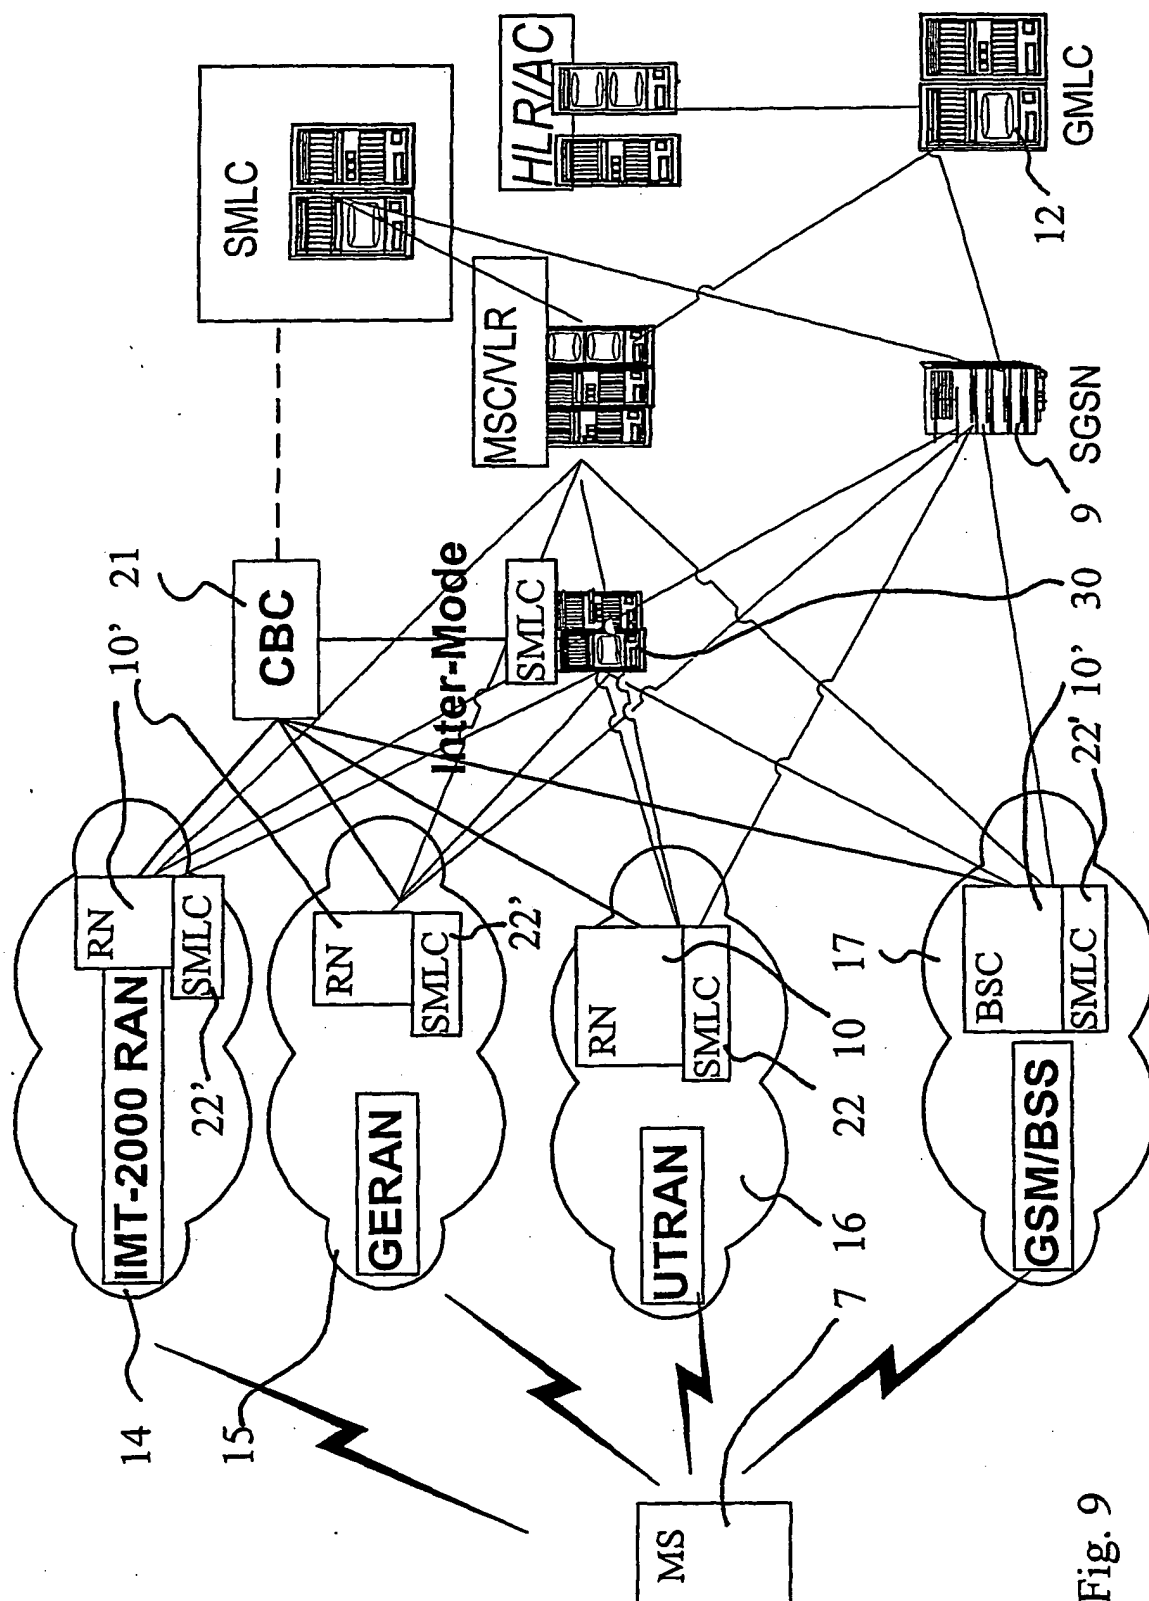 SMLC
HLR/AC
GMLC
12
MSC/VLR
SGSN
9
21
CBC
Inter-Mode
SMLC
30
10'
RN
SMLC
22'
IMT-2000 RAN
14
RN
SMLC
22'
GERAN
15
RN
SMLC
10
22
UTRAN
16
17
BSC
SMLC
10'
22'
GSM/BSS
MS
7
Fig. 9